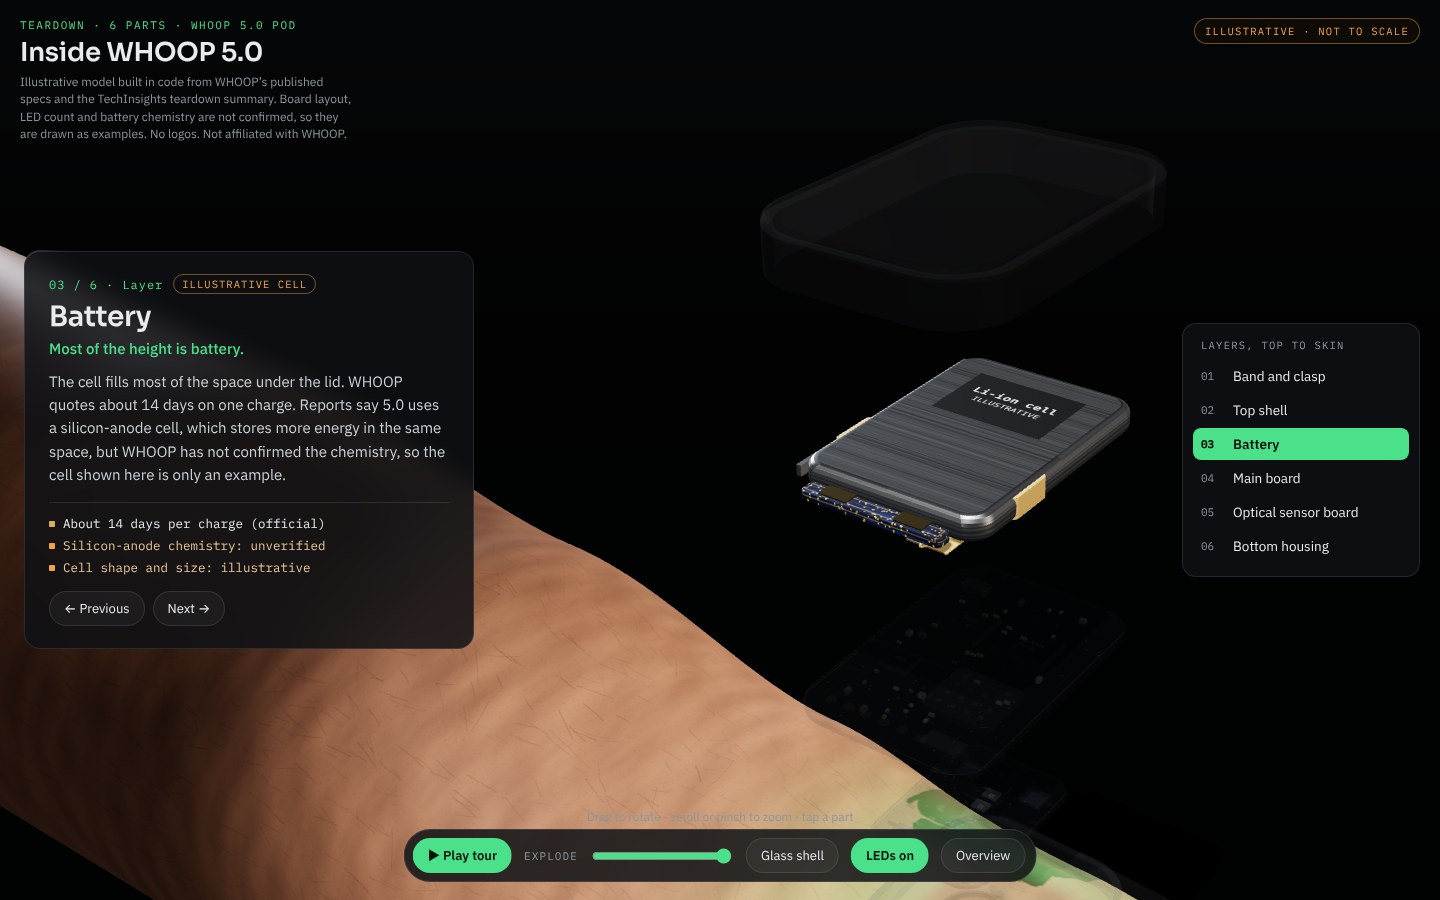 TEARDOWN · 6 PARTS · WHOOP 5.0 POD
Inside WHOOP 5.0
Illustrative model built in code from WHOOP's published
specs and the TechInsights teardown summary. Board layout,
LED count and battery chemistry are not confirmed, so they
are drawn as examples. No logos. Not affiliated with WHOOP.
ILLUSTRATIVE · NOT TO SCALE
03 / 6 · Layer
ILLUSTRATIVE CELL
Battery
Most of the height is battery.
The cell fills most of the space under the lid. WHOOP
quotes about 14 days on one charge. Reports say 5.0 uses
a silicon-anode cell, which stores more energy in the same
space, but WHOOP has not confirmed the chemistry, so the
cell shown here is only an example.
About 14 days per charge (official)
Silicon-anode chemistry: unverified
Cell shape and size: illustrative
← Previous
Next →
Li-ion cell
ILLUSTRATIVE
LAYERS, TOP TO SKIN
01 Band and clasp
02 Top shell
03 Battery
04 Main board
05 Optical sensor board
06 Bottom housing
Drag to rotate · scroll or pinch to zoom · tap a part
▶ Play tour
EXPLODE
Glass shell
LEDs on
Overview